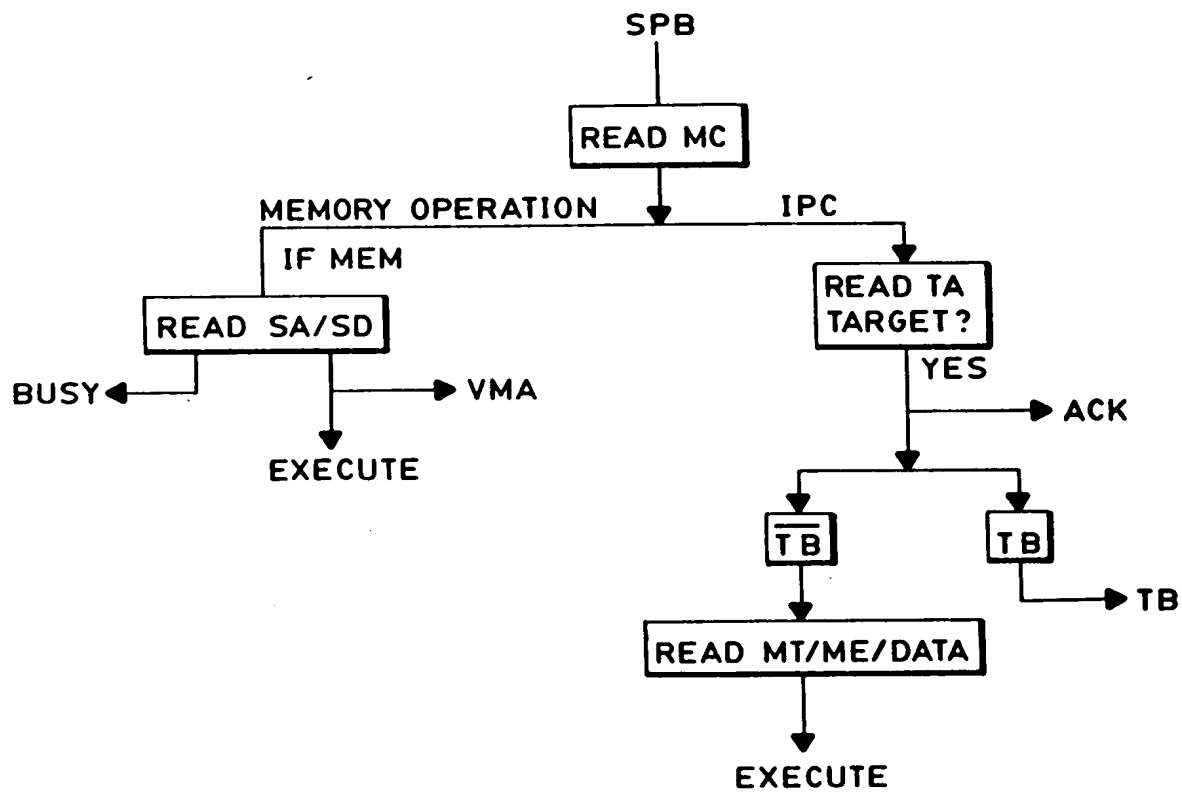 SPB
READ MC
MEMORY OPERATION
IPC
IF MEM
READ TA
TARGET?
READ SA/SD
YES
BUSY
VMA
ACK
EXECUTE
T̅B̅
TB
TB
READ MT/ME/DATA
EXECUTE